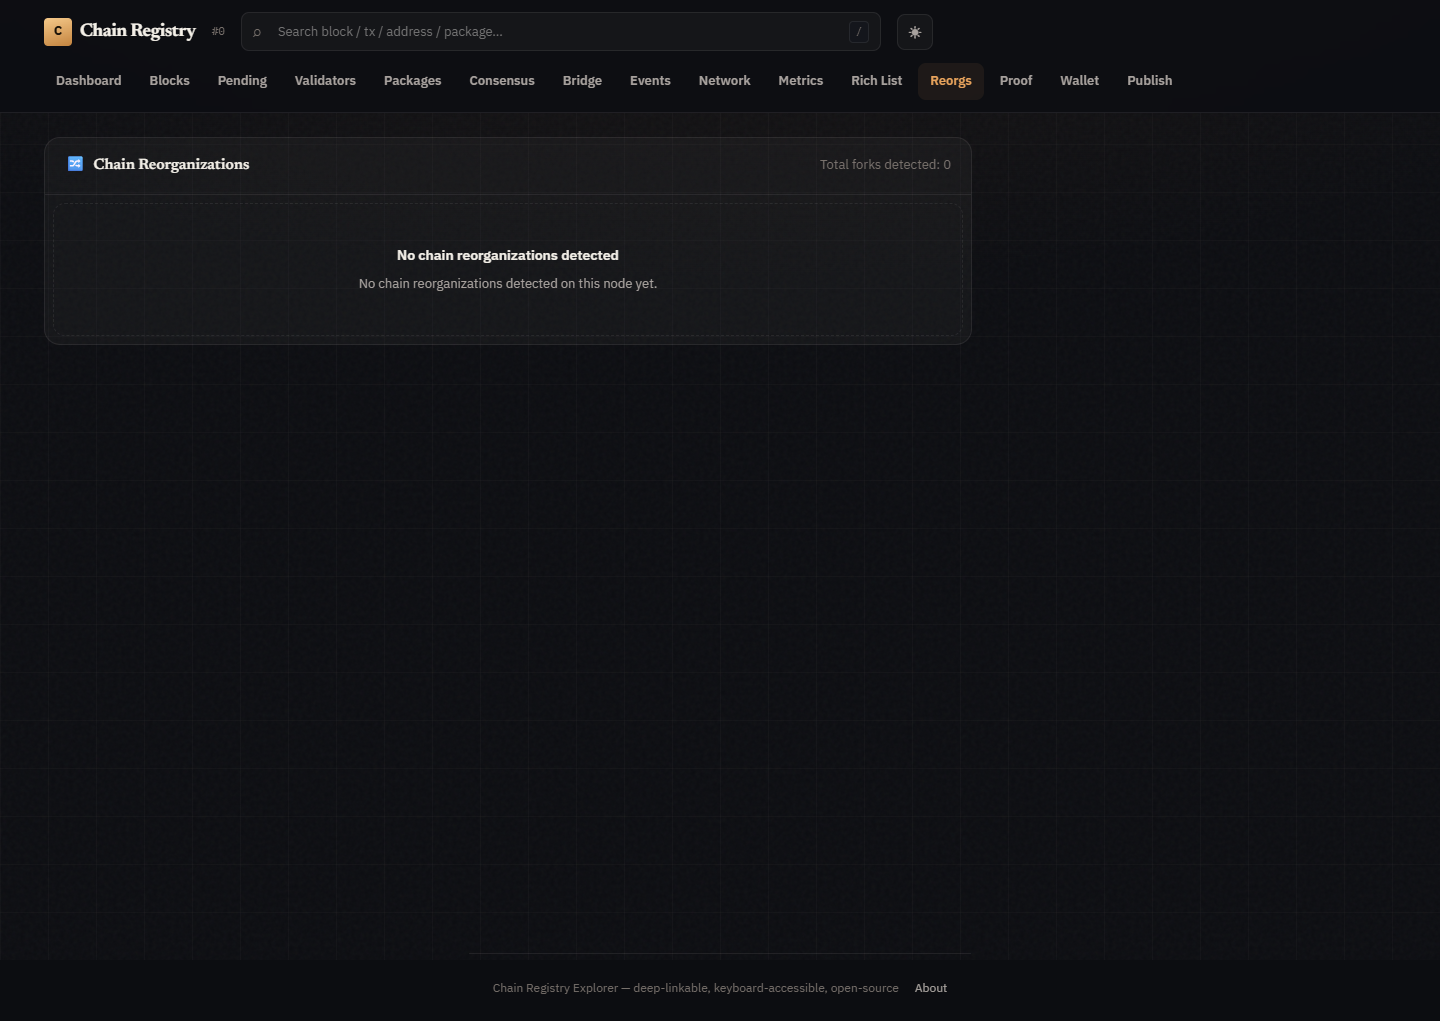 C Chain Registry #0 Search block / tx / address / package... /
Dashboard Blocks Pending Validators Packages Consensus Bridge Events Network Metrics Rich List Reorgs Proof Wallet Publish
Chain Reorganizations Total forks detected: 0
No chain reorganizations detected
No chain reorganizations detected on this node yet.
Chain Registry Explorer — deep-linkable, keyboard-accessible, open-source About